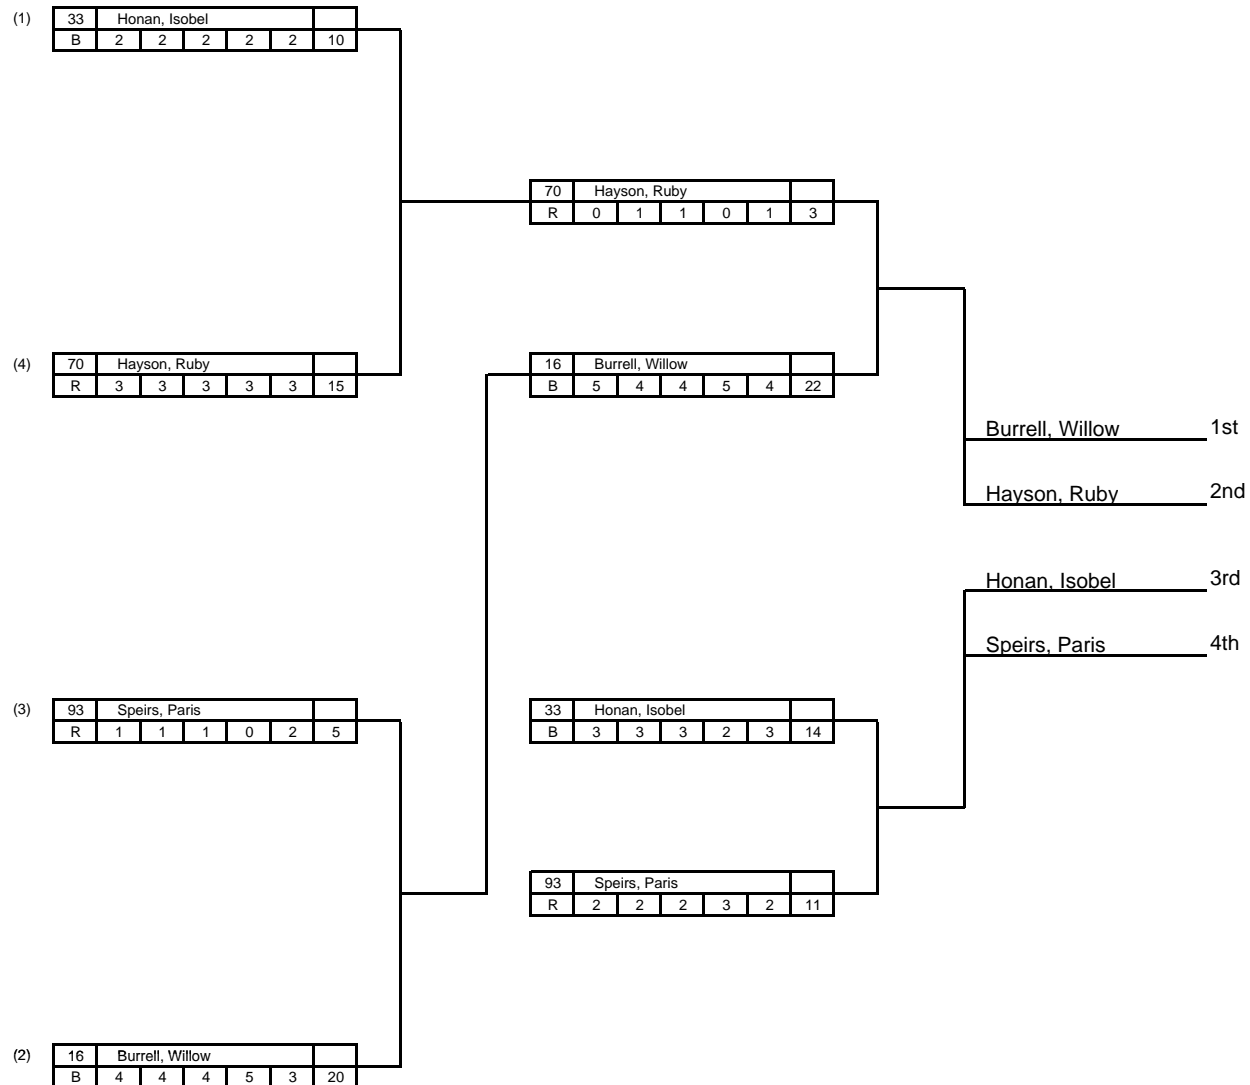 (1) 33 Honan, Isobel
B 2 2 2 2 2 10
70 Hayson, Ruby
R 0 1 1 0 1 3
(4) 70 Hayson, Ruby
R 3 3 3 3 3 15
16 Burrell, Willow
B 5 4 4 5 4 22
Burrell, Willow 1st
Hayson, Ruby 2nd
Honan, Isobel 3rd
Speirs, Paris 4th
(3) 93 Speirs, Paris
R 1 1 1 0 2 5
33 Honan, Isobel
B 3 3 3 2 3 14
93 Speirs, Paris
R 2 2 2 3 2 11
(2) 16 Burrell, Willow
B 4 4 4 5 3 20